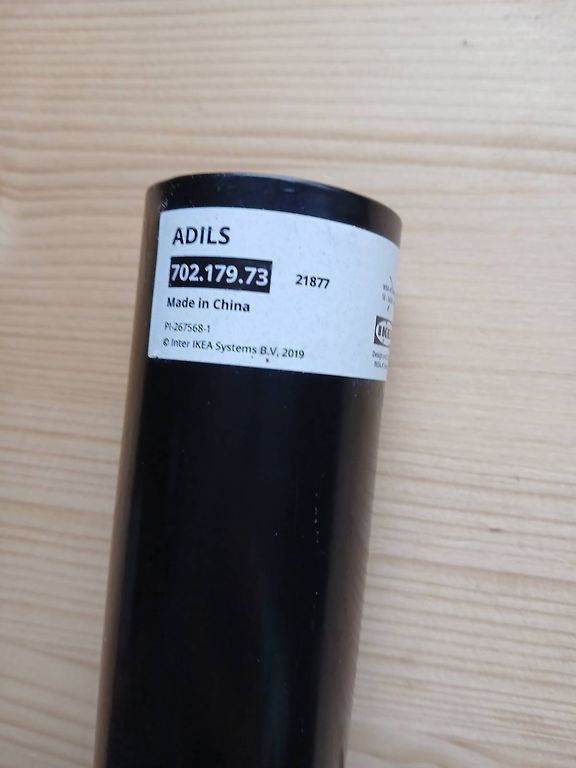 ADILS
702.179.73 21877
Made in China
PI-267568-1
© Inter IKEA Systems B.V. 2019